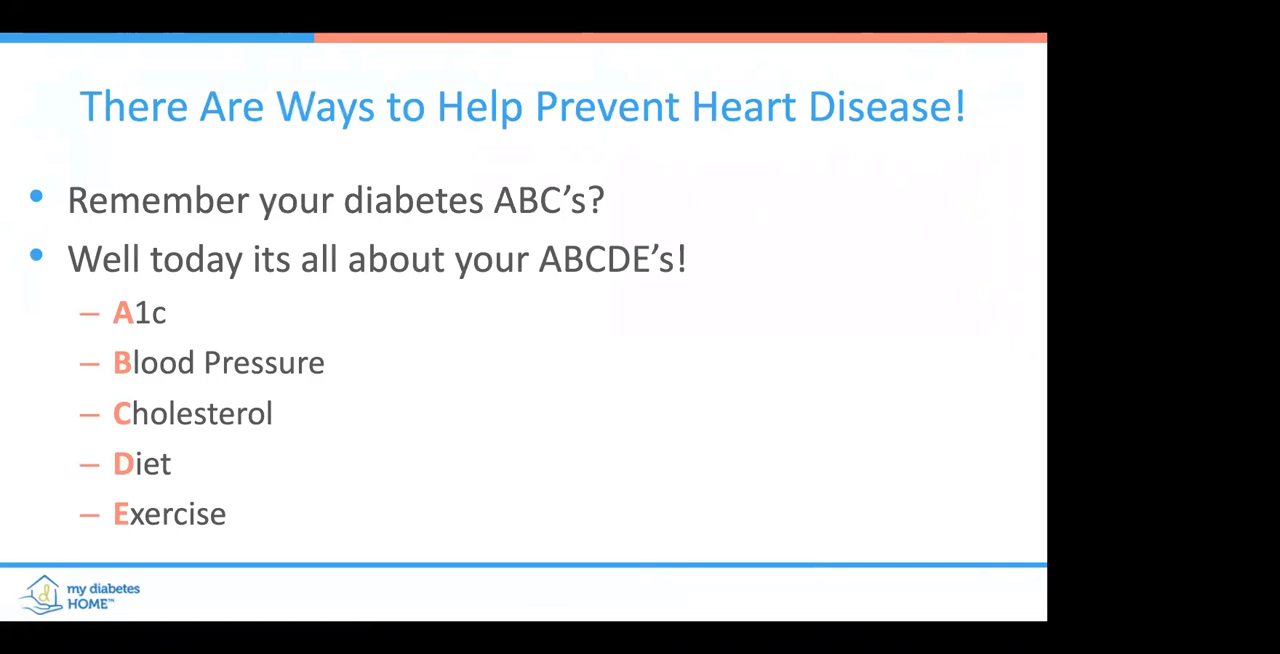 There Are Ways to Help Prevent Heart Disease!
• Remember your diabetes ABC’s?
• Well today its all about your ABCDE’s!
– A1c
– Blood Pressure
– Cholesterol
– Diet
– Exercise
my diabetes
HOME™